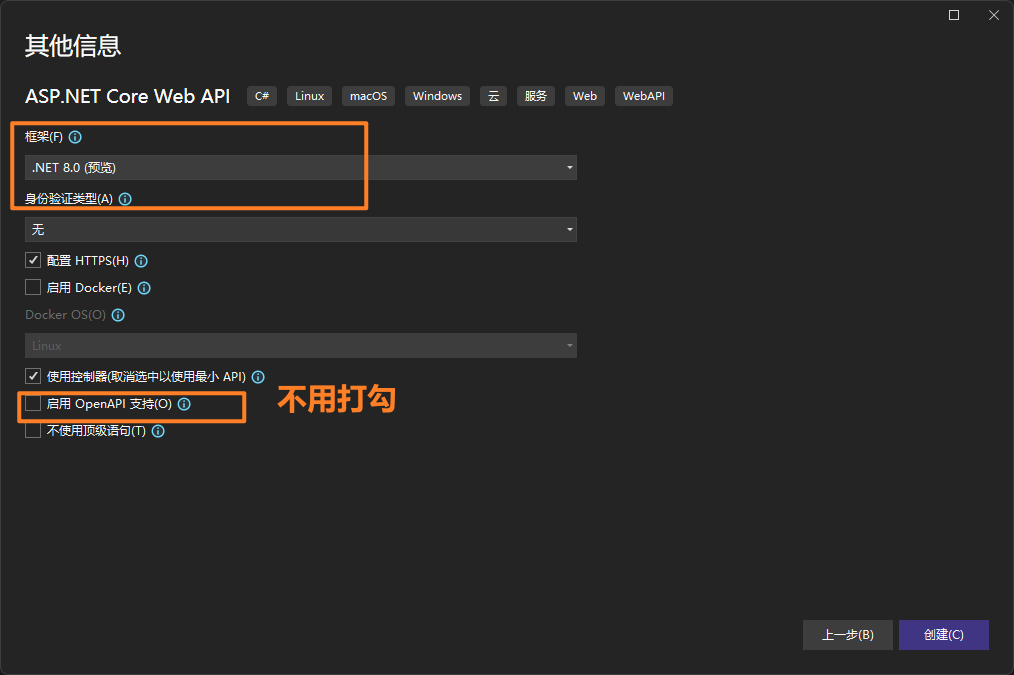 其他信息
ASP.NET Core Web API C# Linux macOS Windows 云 服务 Web WebAPI
框架(F)
.NET 8.0 (预览)
身份验证类型(A)
无
配置 HTTPS(H)
启用 Docker(E)
Docker OS(O)
Linux
使用控制器(取消选中以使用最小 API)
启用 OpenAPI 支持(O) 不用打勾
不使用顶级语句(T)
上一步(B) 创建(C)